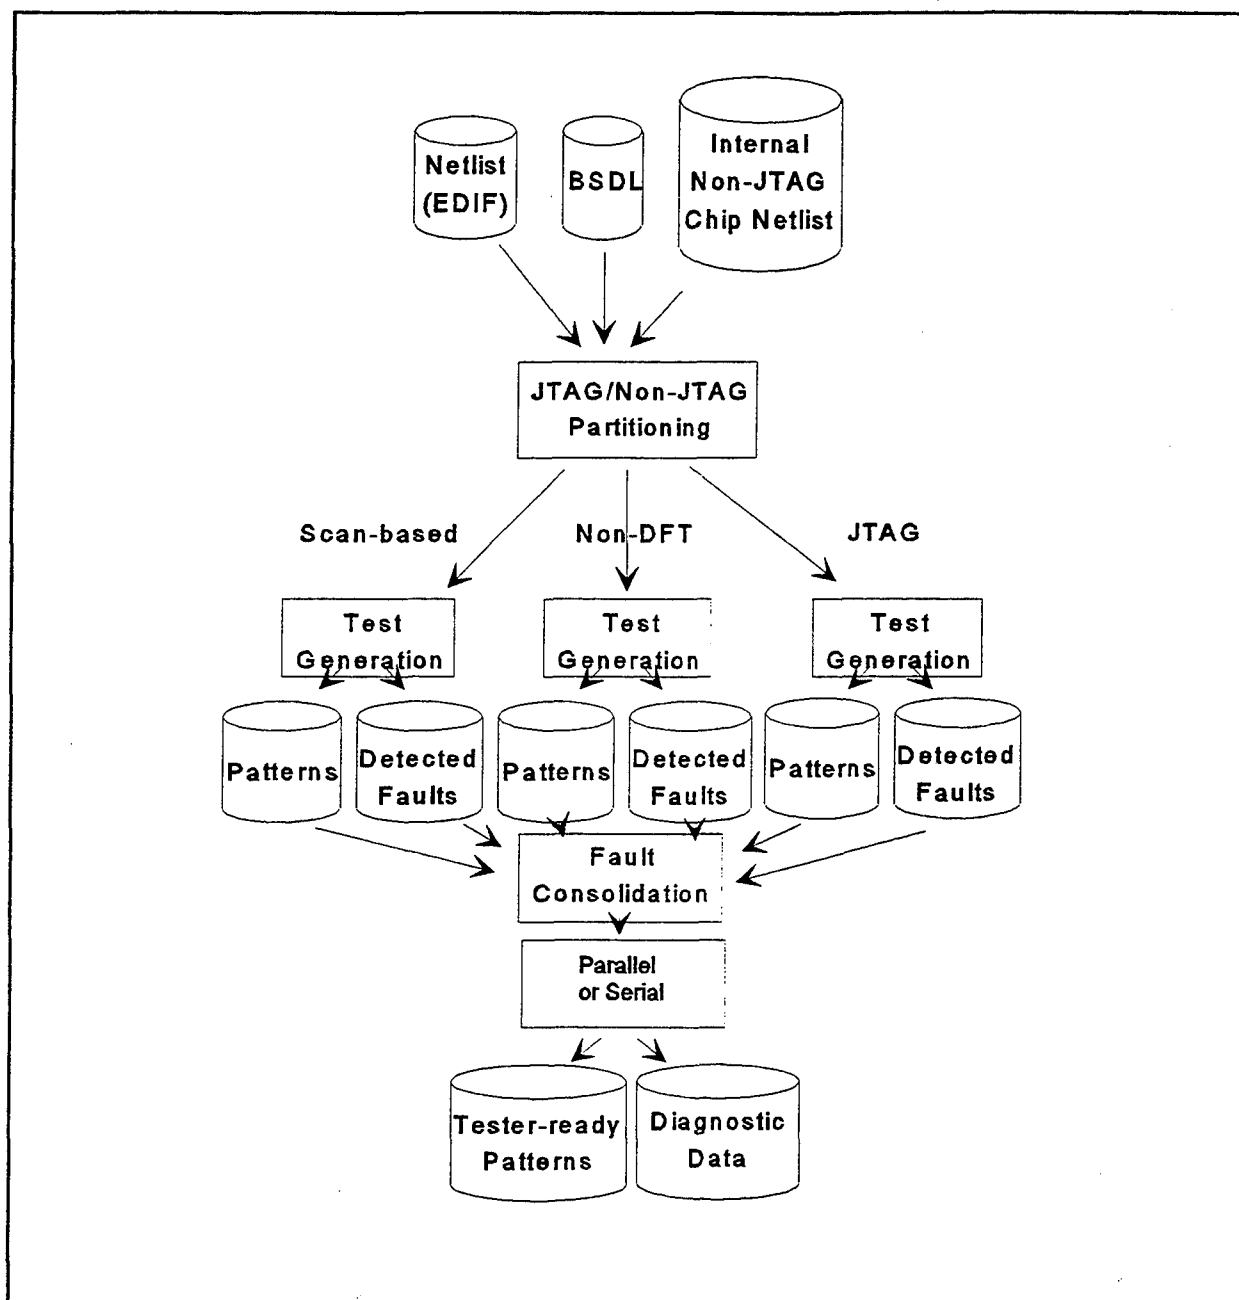 Netlist
(EDIF)
BSDL
Internal
Non-JTAG
Chip Netlist
JTAG/Non-JTAG
Partitioning
Scan-based
Non-DFT
JTAG
Test
Generation
Test
Generation
Test
Generation
Patterns
Detected
Faults
Patterns
Detected
Faults
Patterns
Detected
Faults
Fault
Consolidation
Parallel
or Serial
Tester-ready
Patterns
Diagnostic
Data